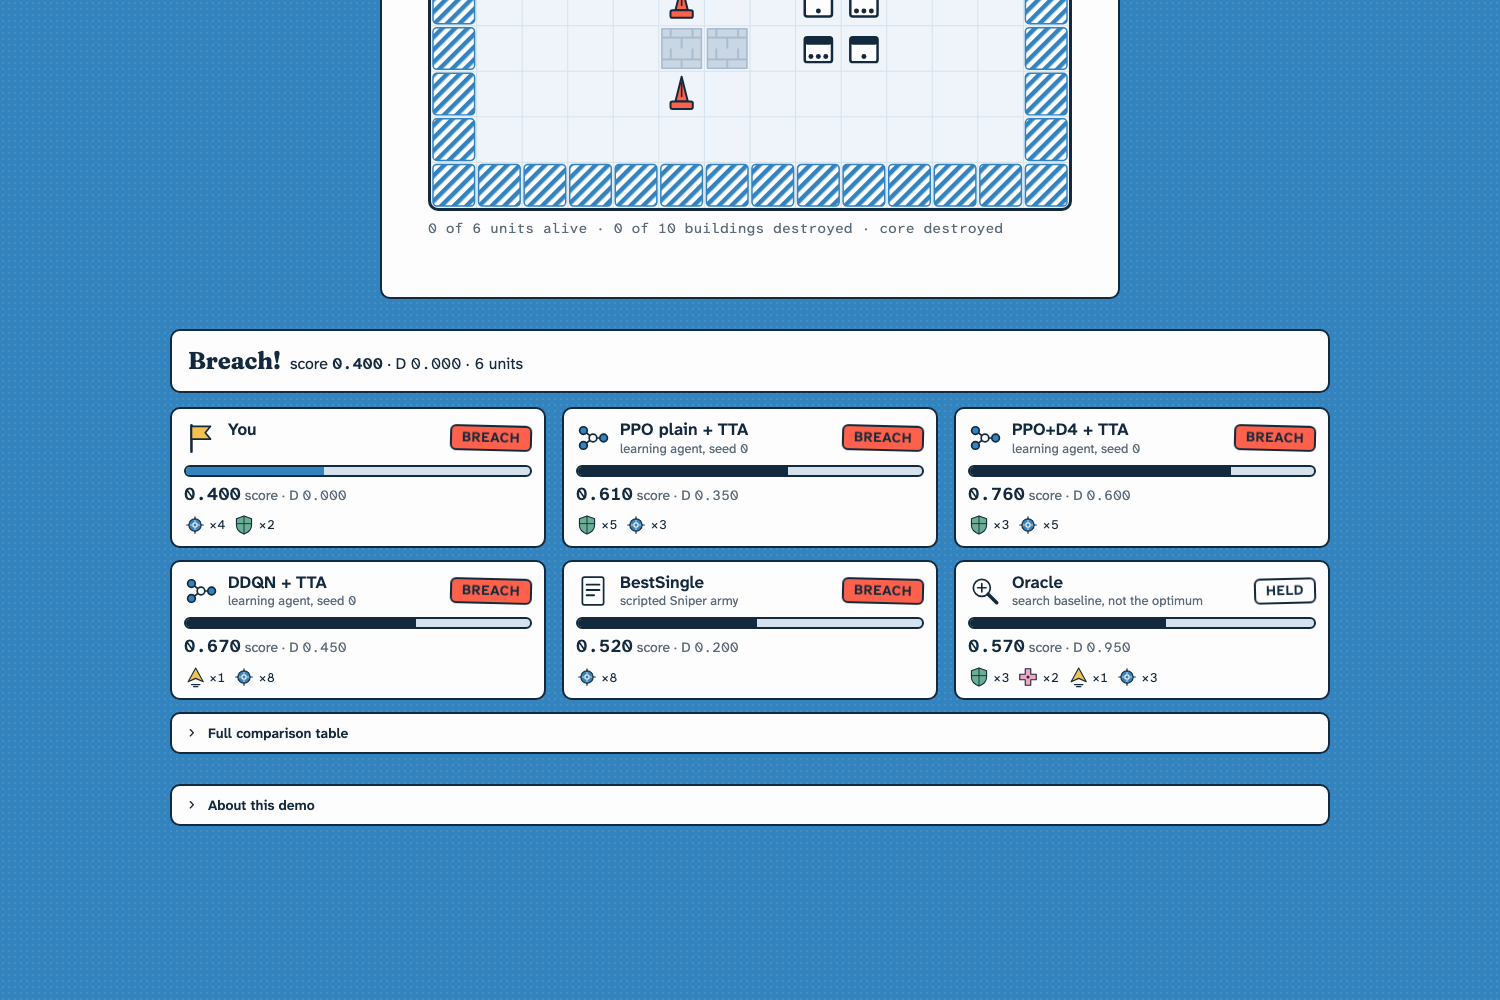 0 of 6 units alive · 0 of 10 buildings destroyed · core destroyed
Breach! score 0.400 · D 0.000 · 6 units
You
BREACH
0.400 score · D 0.000
×4 ×2
PPO plain + TTA
learning agent, seed 0
BREACH
0.610 score · D 0.350
×5 ×3
PPO+D4 + TTA
learning agent, seed 0
BREACH
0.760 score · D 0.600
×3 ×5
DDQN + TTA
learning agent, seed 0
BREACH
0.670 score · D 0.450
×1 ×8
BestSingle
scripted Sniper army
BREACH
0.520 score · D 0.200
×8
Oracle
search baseline, not the optimum
HELD
0.570 score · D 0.950
×3 ×2 ×1 ×3
Full comparison table
About this demo